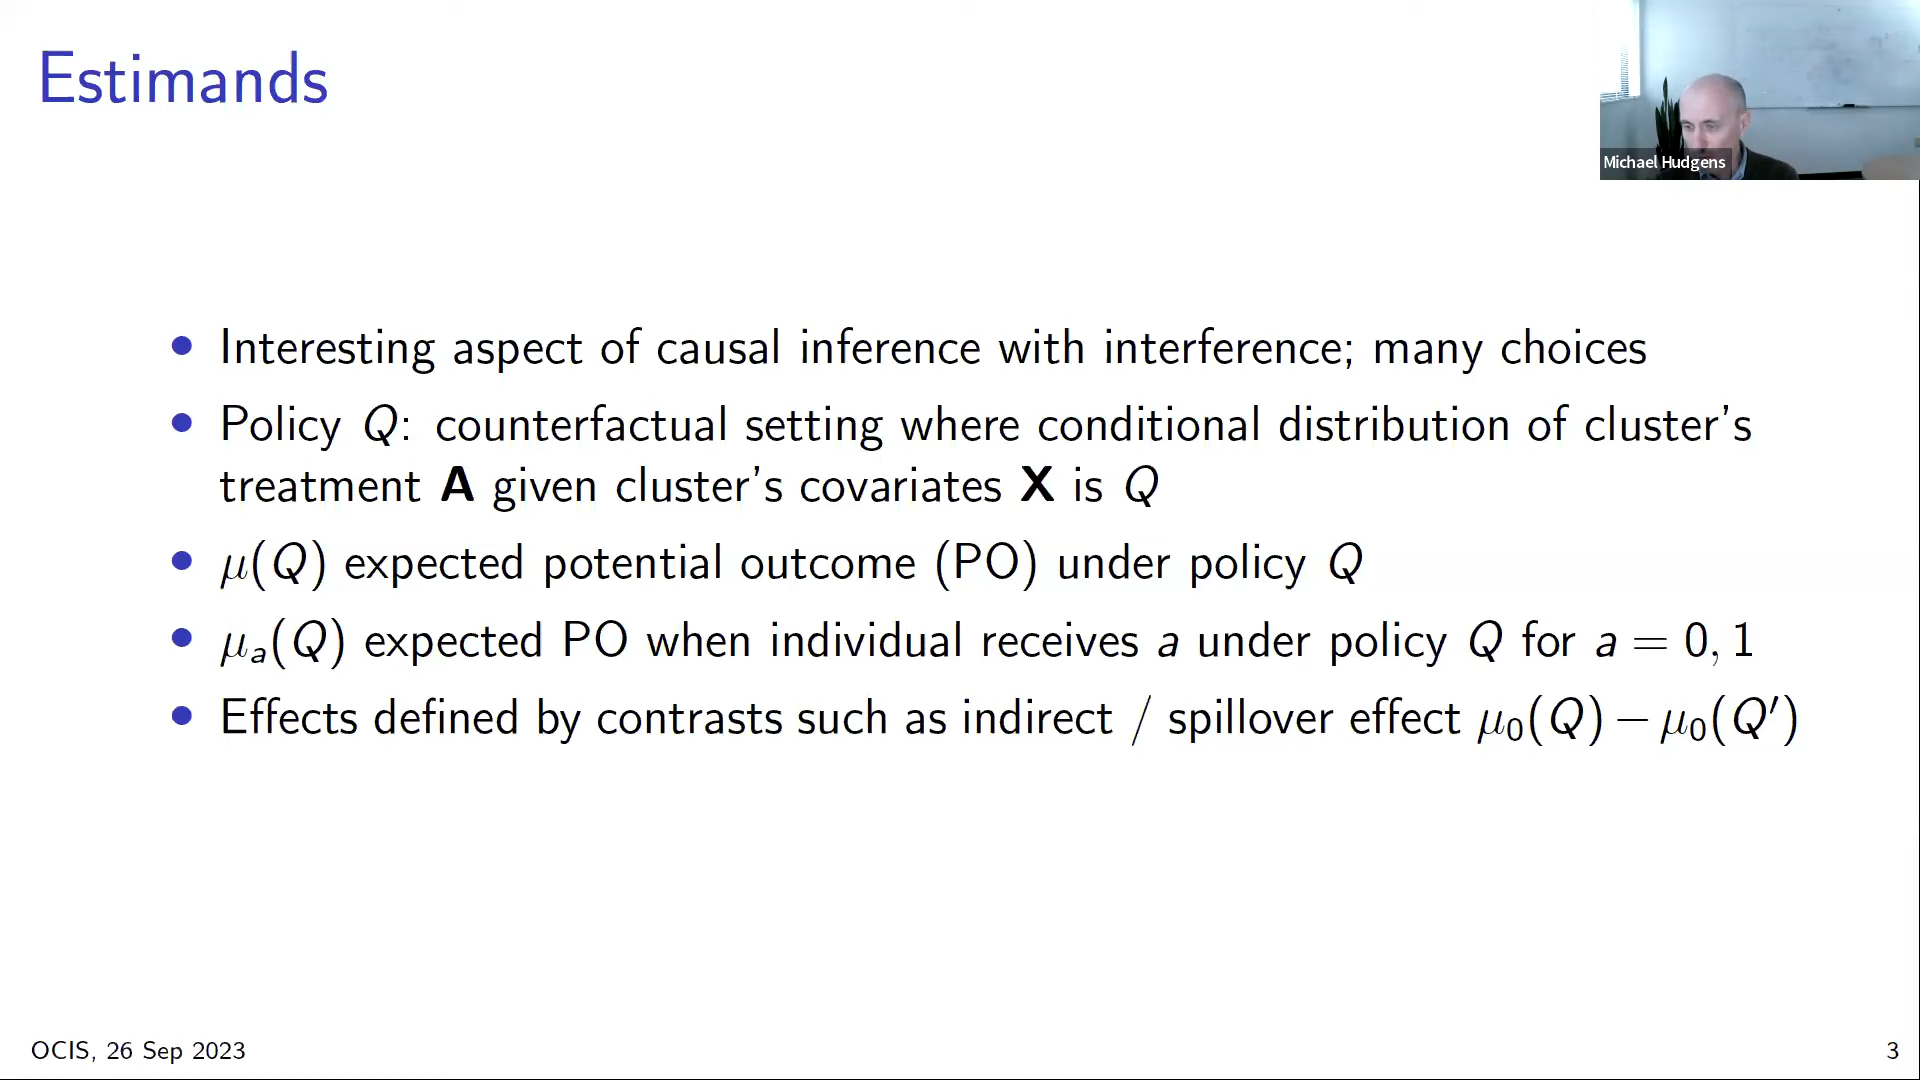 Estimands
Michael Hudgens
• Interesting aspect of causal inference with interference; many choices
• Policy Q: counterfactual setting where conditional distribution of cluster's
treatment A given cluster's covariates X is Q
• μ(Q) expected potential outcome (PO) under policy Q
• μₐ(Q) expected PO when individual receives a under policy Q for a = 0, 1
• Effects defined by contrasts such as indirect / spillover effect μ₀(Q) − μ₀(Q′)
OCIS, 26 Sep 2023
3